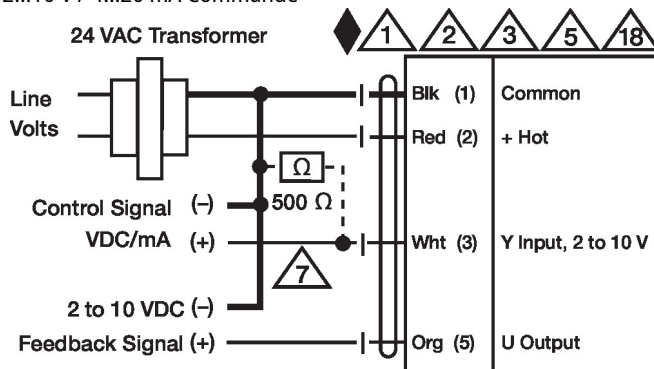 24 VAC Transformer
1 2 3 5 18
Line
Volts
Blk (1) Common
Red (2) + Hot
Ω
500 Ω
Control Signal (-)
VDC/mA (+)
Wht (3) Y Input, 2 to 10 V
7
2 to 10 VDC (-)
Feedback Signal (+)
Org (5) U Output